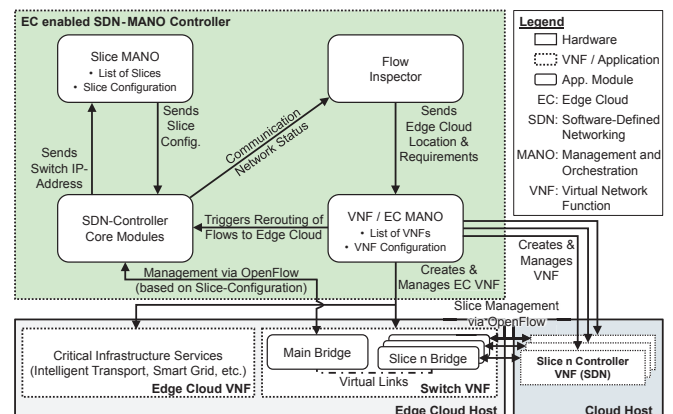 EC enabled SDN-MANO Controller
Slice MANO
• List of Slices
• Slice Configuration
Flow
Inspector
Sends
Slice
Config.
Communication
Network Status
Sends
Edge Cloud
Location &
Requirements
Sends
Switch IP-
Address
SDN-Controller
Core Modules
Triggers Rerouting of
Flows to Edge Cloud
VNF / EC MANO
• List of VNFs
• VNF Configuration
Management via OpenFlow
(based on Slice-Configuration)
Creates &
Manages EC VNF
Creates &
Manages
VNF
Slice Management
via OpenFlow
Critical Infrastructure Services
(Intelligent Transport, Smart Grid, etc.)
Edge Cloud VNF
Main Bridge
Slice n Bridge
Virtual Links
Switch VNF
Edge Cloud Host
Slice n Controller
VNF (SDN)
Cloud Host
Legend
Hardware
VNF / Application
App. Module
EC: Edge Cloud
SDN: Software-Defined
Networking
MANO: Management and
Orchestration
VNF: Virtual Network
Function